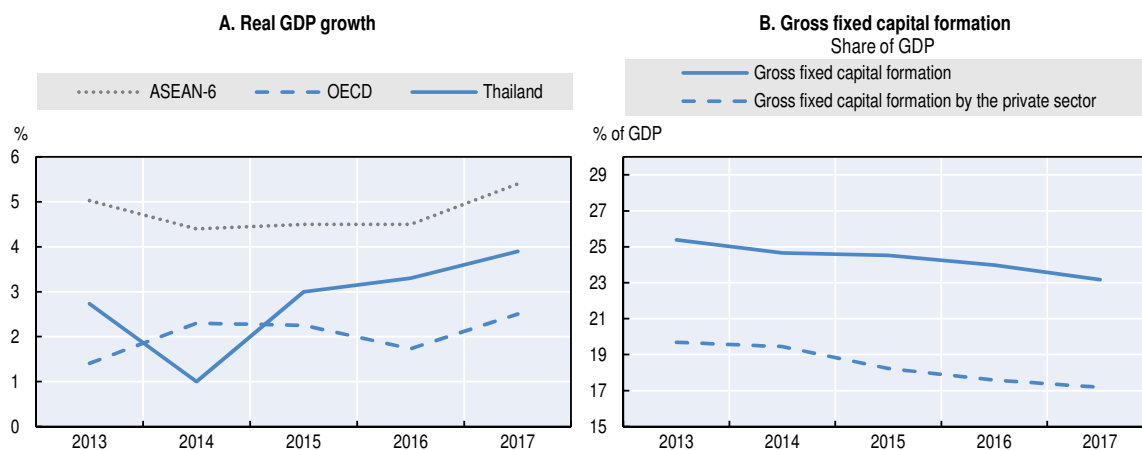 A. Real GDP growth
ASEAN-6 OECD Thailand
%
6
5
4
3
2
1
0
2013 2014 2015 2016 2017
B. Gross fixed capital formation
Share of GDP
Gross fixed capital formation
Gross fixed capital formation by the private sector
% of GDP
29
27
25
23
21
19
17
15
2013 2014 2015 2016 2017